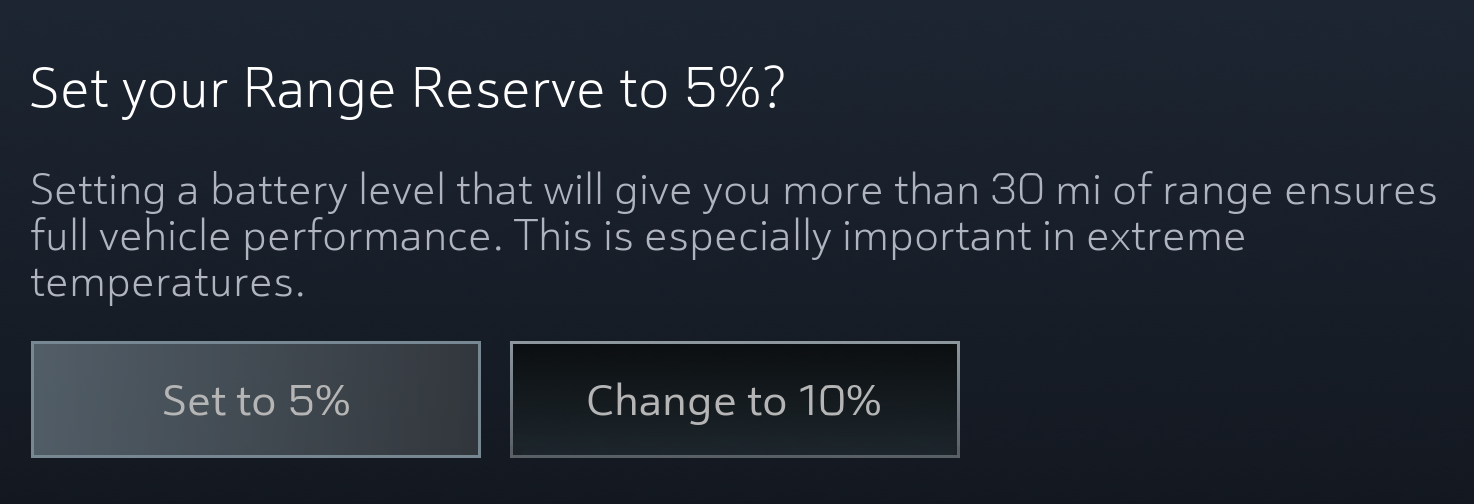 Set your Range Reserve to 5%?
Setting a battery level that will give you more than 30 mi of range ensures
full vehicle performance. This is especially important in extreme
temperatures.
Set to 5%
Change to 10%